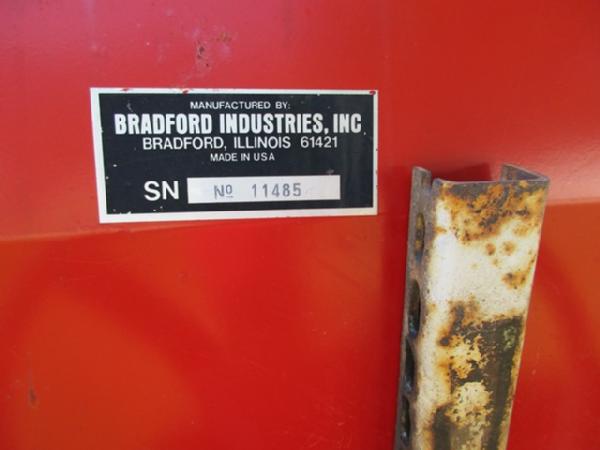 MANUFACTURED BY:
BRADFORD INDUSTRIES, INC
BRADFORD, ILLINOIS 61421
MADE IN USA
SN Nº 11485